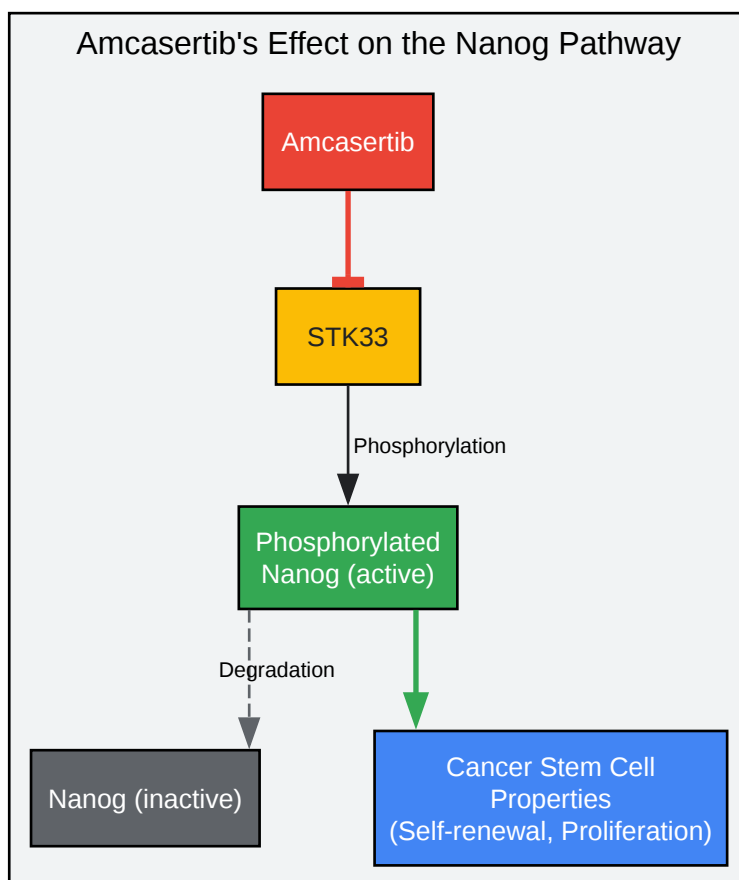 Amcasertib's Effect on the Nanog Pathway
Amcasertib
STK33
Phosphorylation
Phosphorylated
Nanog (active)
Degradation
Nanog (inactive)
Cancer Stem Cell
Properties
(Self-renewal, Proliferation)